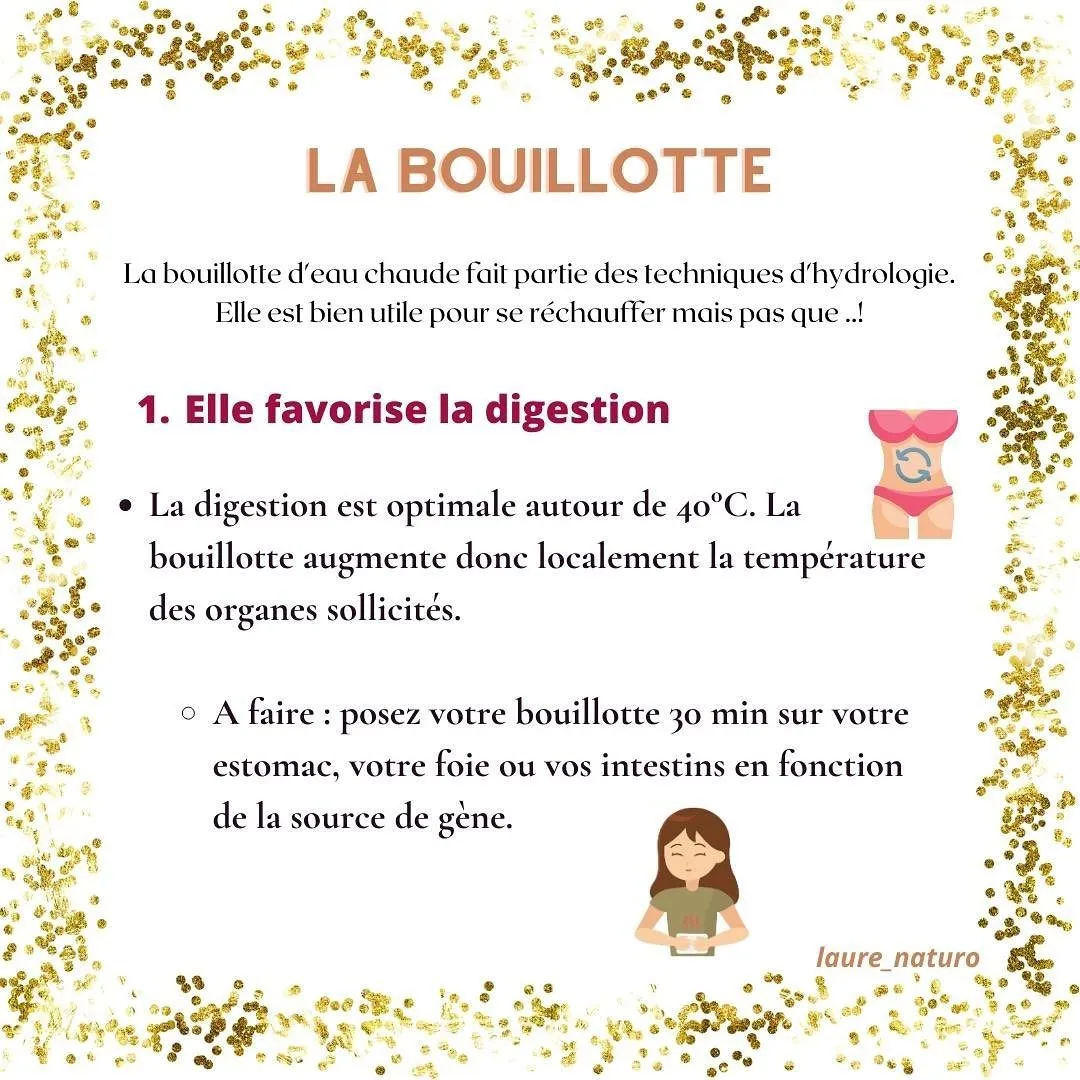 LA BOUILLOTTE
La bouillotte d'eau chaude fait partie des techniques d'hydrologie.
Elle est bien utile pour se réchauffer mais pas que ..!
1. Elle favorise la digestion
• La digestion est optimale autour de 40°C. La
bouillotte augmente donc localement la température
des organes sollicités.
○ A faire : posez votre bouillotte 30 min sur votre
estomac, votre foie ou vos intestins en fonction
de la source de gène.
laure_naturo